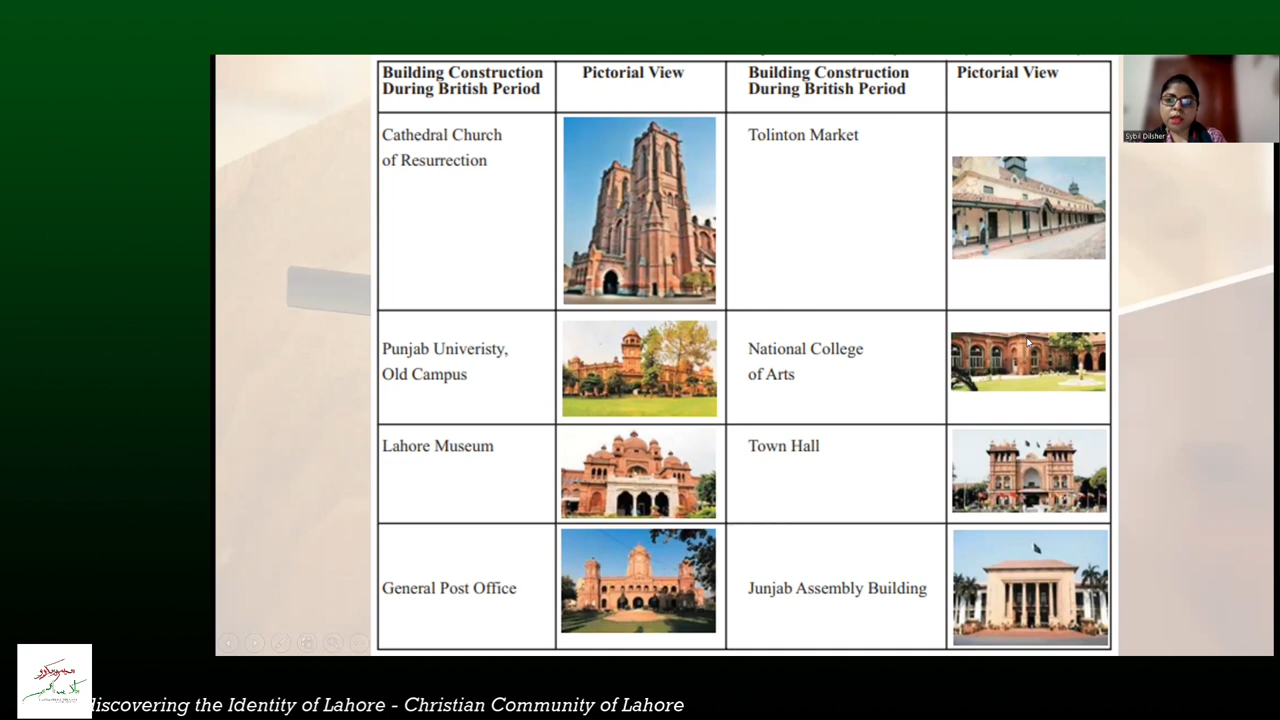 Building Construction
During British Period
Pictorial View
Building Construction
During British Period
Pictorial View
Cathedral Church
of Resurrection
Tolinton Market
Punjab Univeristy,
Old Campus
National College
of Arts
Lahore Museum
Town Hall
General Post Office
Junjab Assembly Building
Sybil Dilsher
discovering the Identity of Lahore - Christian Community of Lahore